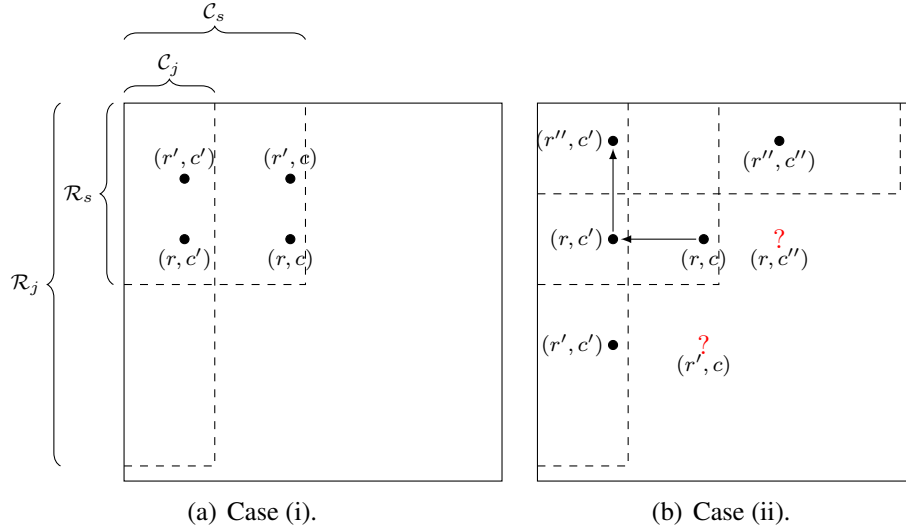 𝒞ₛ
𝒞ⱼ
(r′, c′) (r′, c)
ℛₛ
(r, c′) (r, c)
ℛⱼ
(a) Case (i).
(r′′, c′)
(r′′, c′′)
?
(r, c′) (r, c) (r, c′′)
(r′, c′) ?
(r′, c)
(b) Case (ii).